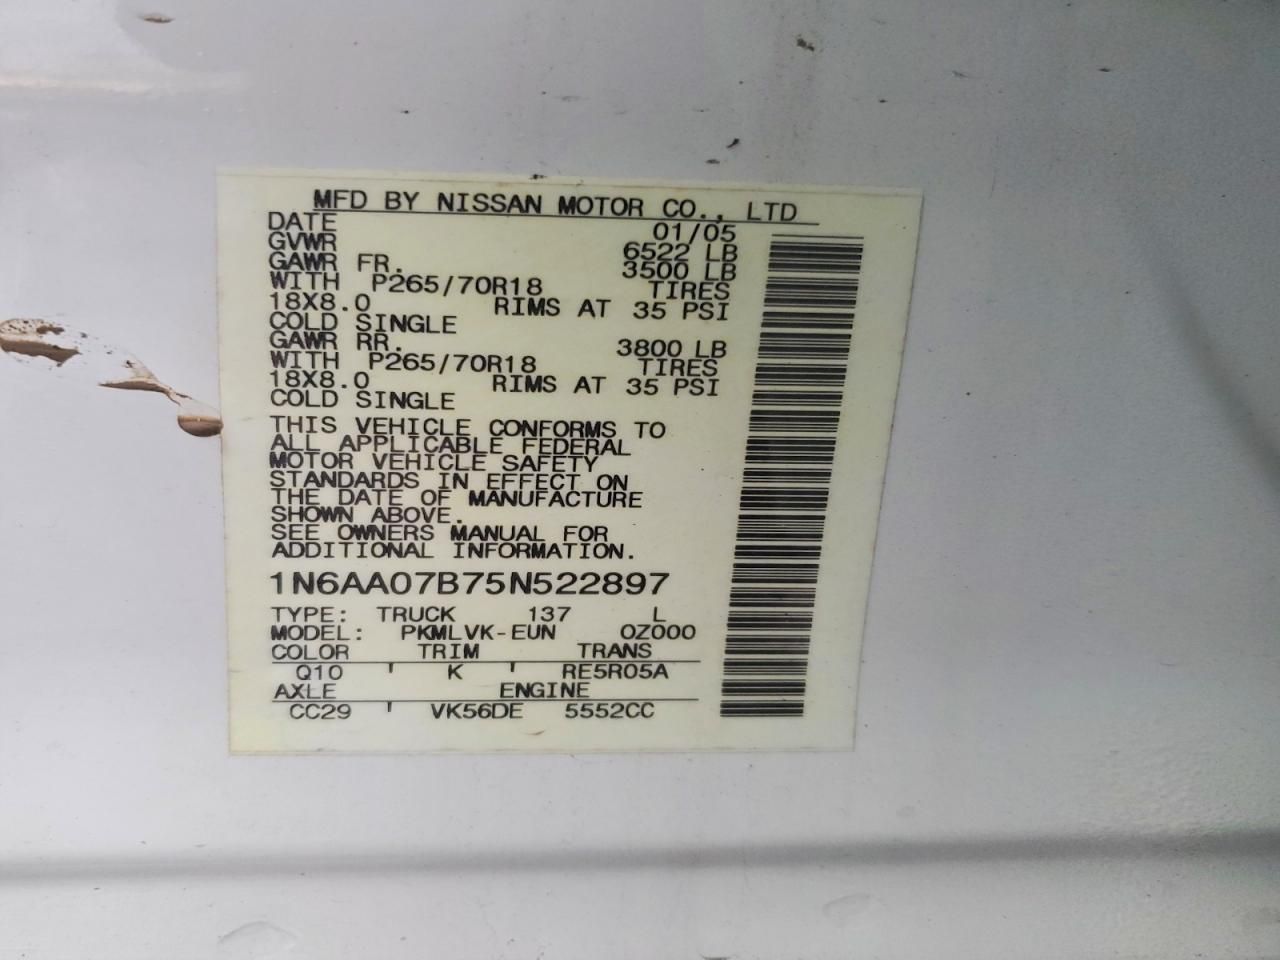 MFD BY NISSAN MOTOR CO., LTD
DATE 01/05
GVWR 6522 LB
GAWR FR. 3500 LB
WITH P265/70R18 TIRES
18X8.0 RIMS AT 35 PSI
COLD SINGLE
GAWR RR. 3800 LB
WITH P265/70R18 TIRES
18X8.0 RIMS AT 35 PSI
COLD SINGLE
THIS VEHICLE CONFORMS TO
ALL APPLICABLE FEDERAL
MOTOR VEHICLE SAFETY
STANDARDS IN EFFECT ON
THE DATE OF MANUFACTURE
SHOWN ABOVE.
SEE OWNERS MANUAL FOR
ADDITIONAL INFORMATION.
1N6AA07B75N522897
TYPE: TRUCK 137 L
MODEL: PKMLVK-EUN 0Z000
COLOR TRIM TRANS
Q10 ' K ' RE5R05A
AXLE ENGINE
CC29 ' VK56DE 5552CC